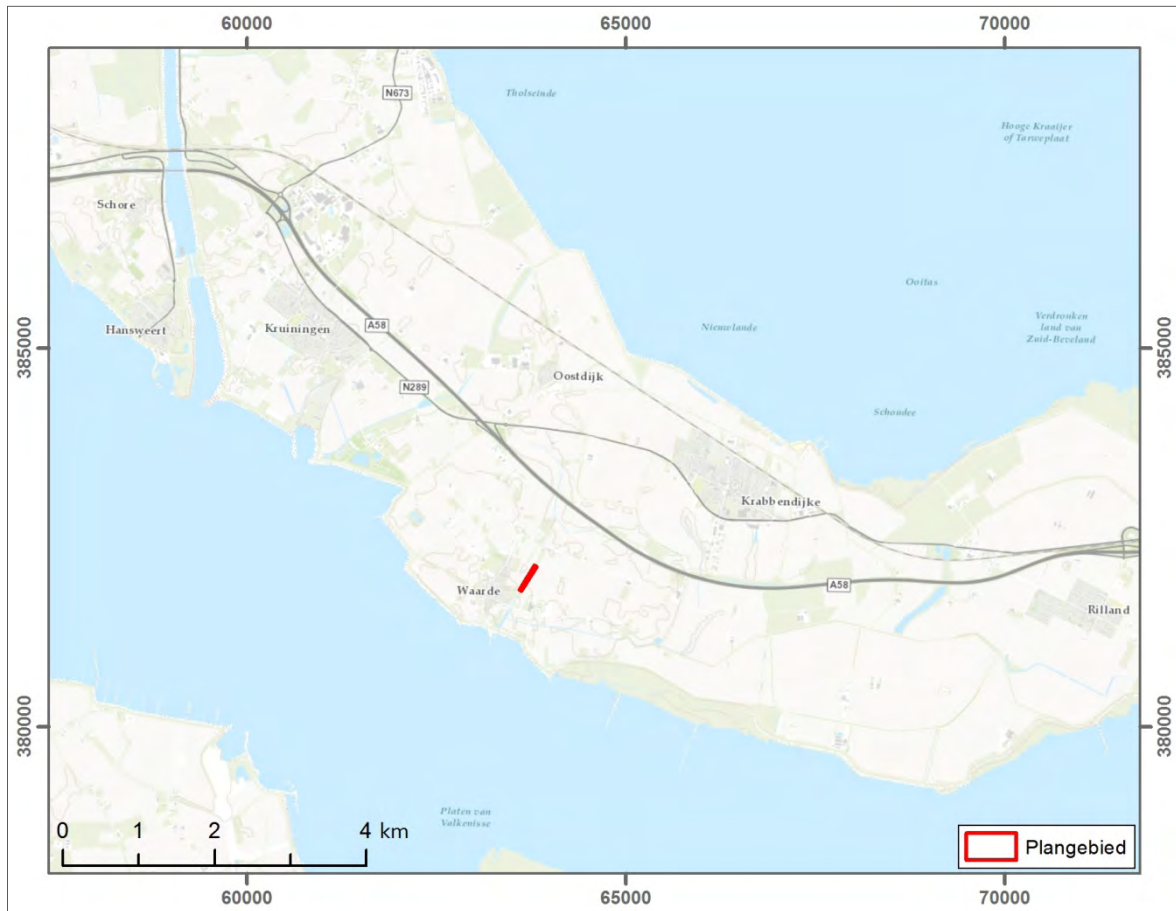 60000
65000
70000
N673
Tholseinde
Hooge Kraaijer
of Tarweplaat
Schore
Ooitas
Hansweert
Kruiningen
A58
Nieuwlande
Verdronken
land van
Zuid-Beveland
385000
385000
N289
Oostdijk
Schoudee
Krabbendijke
Waarde
A58
Rilland
380000
380000
Platen van
Valkenisse
0 1 2 4 km
Plangebied
60000
65000
70000